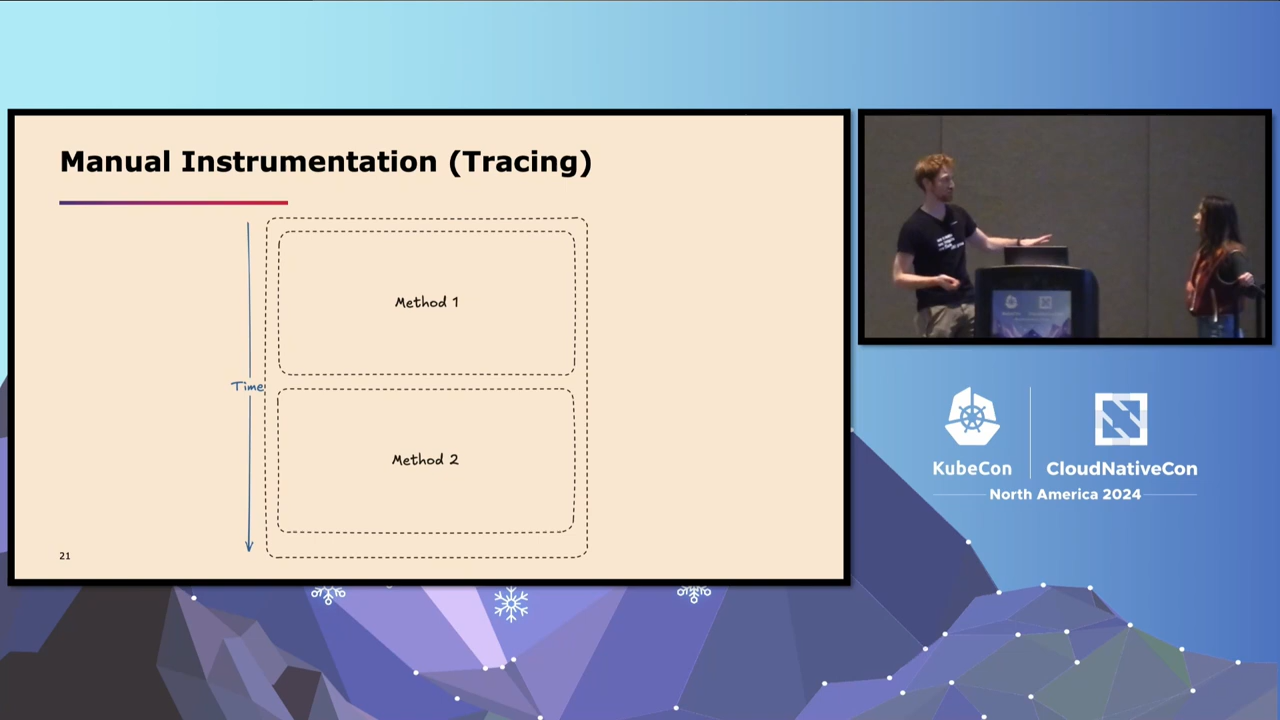 Manual Instrumentation (Tracing)
Method 1
Time
Method 2
21
KubeCon
CloudNativeCon
North America 2024